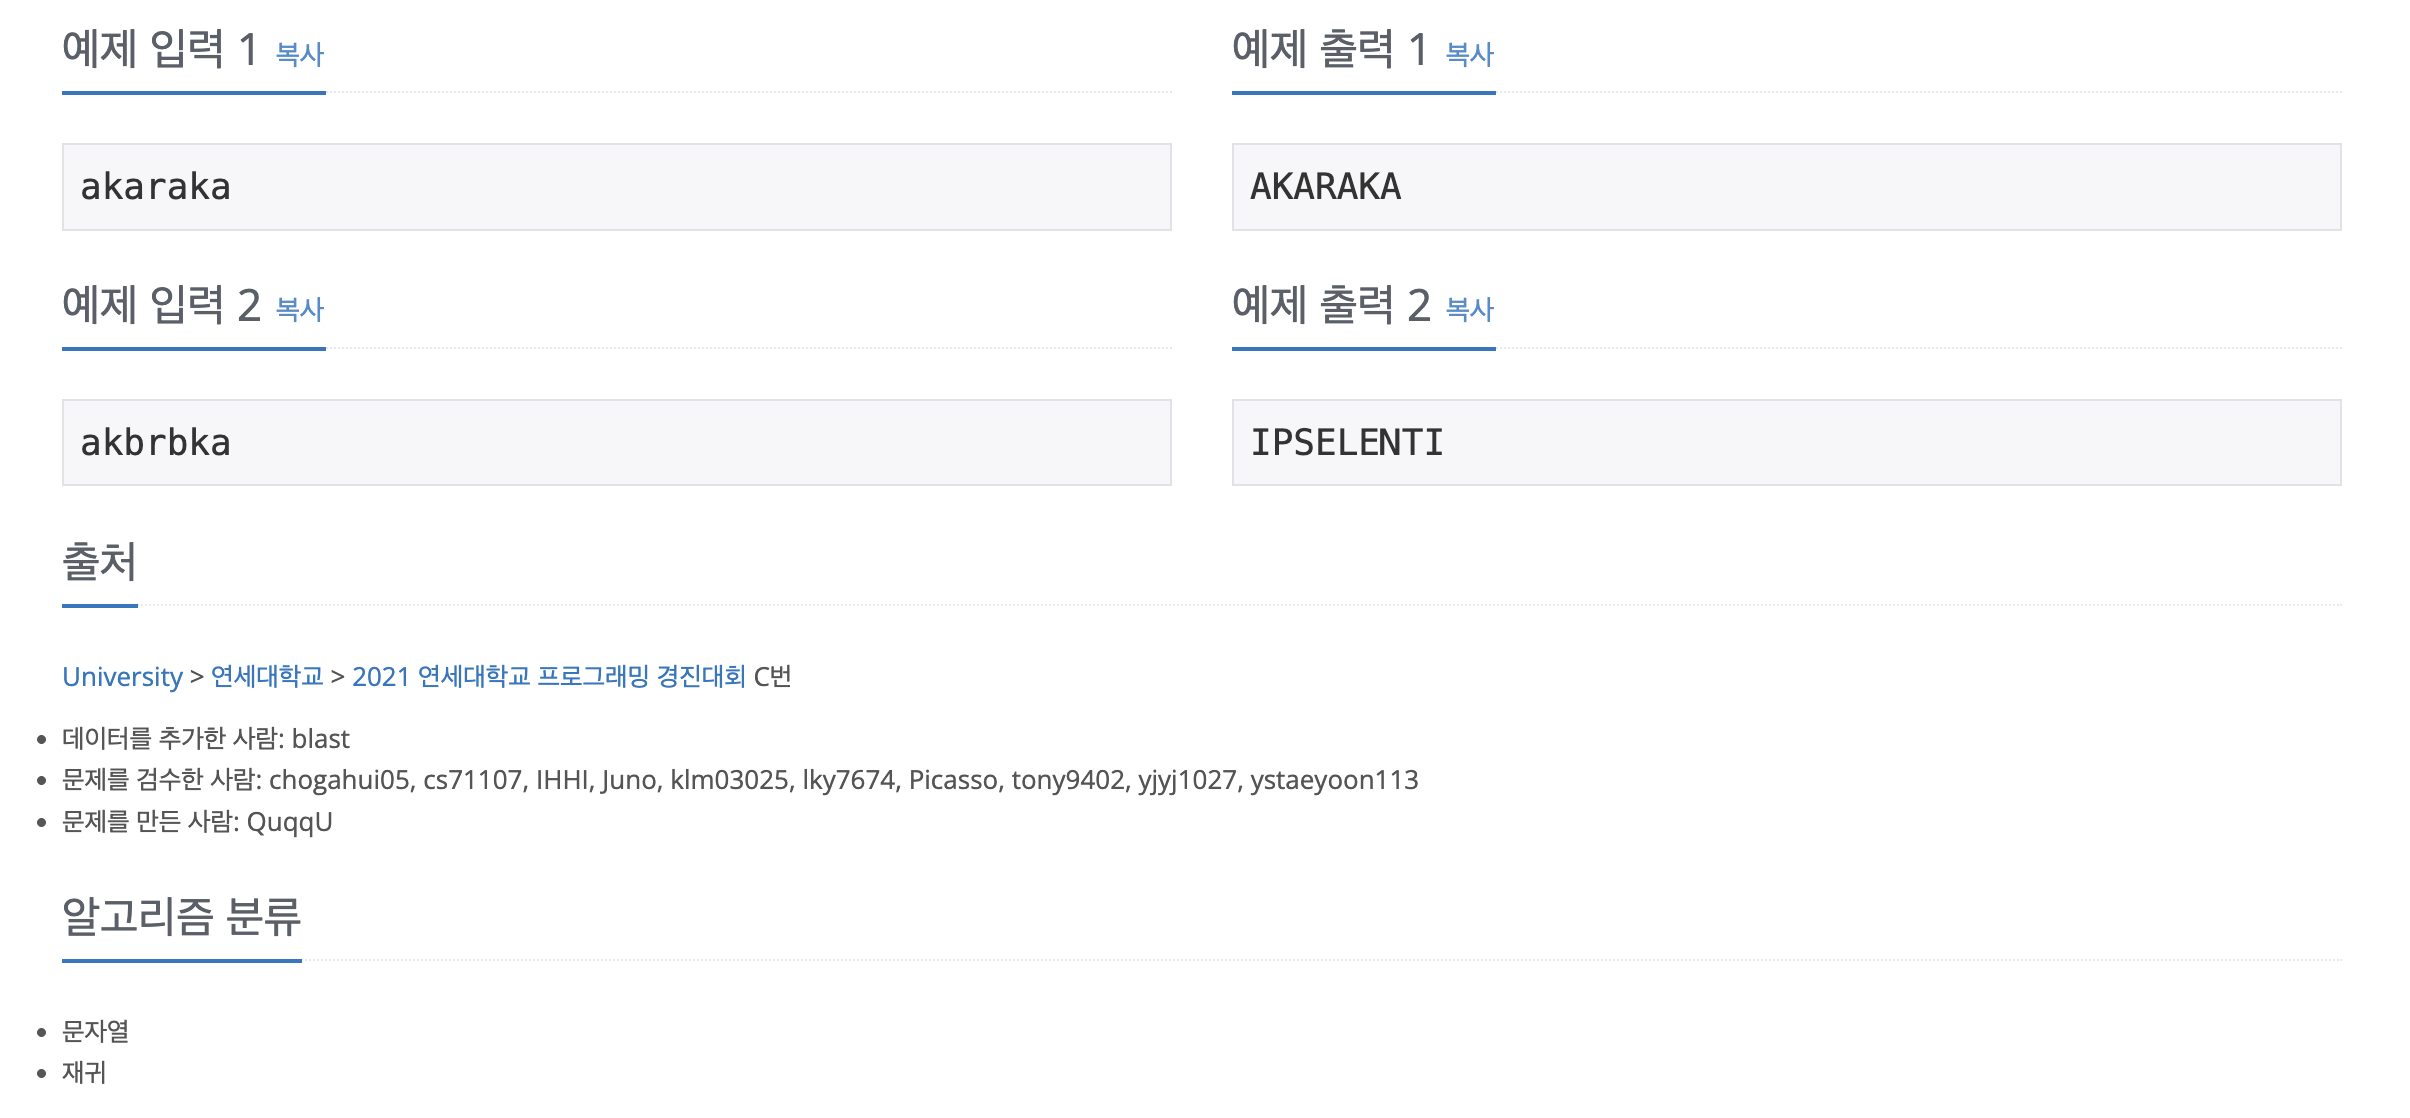 예제 입력 1 복사
예제 출력 1 복사
akaraka
AKARAKA
예제 입력 2 복사
예제 출력 2 복사
akbrbka
IPSELENTI
출처
University > 연세대학교 > 2021 연세대학교 프로그래밍 경진대회 C번
데이터를 추가한 사람: blast
문제를 검수한 사람: chogahui05, cs71107, IHHI, Juno, klm03025, lky7674, Picasso, tony9402, yjyj1027, ystaeyoon113
문제를 만든 사람: QuqqU
알고리즘 분류
문자열
재귀